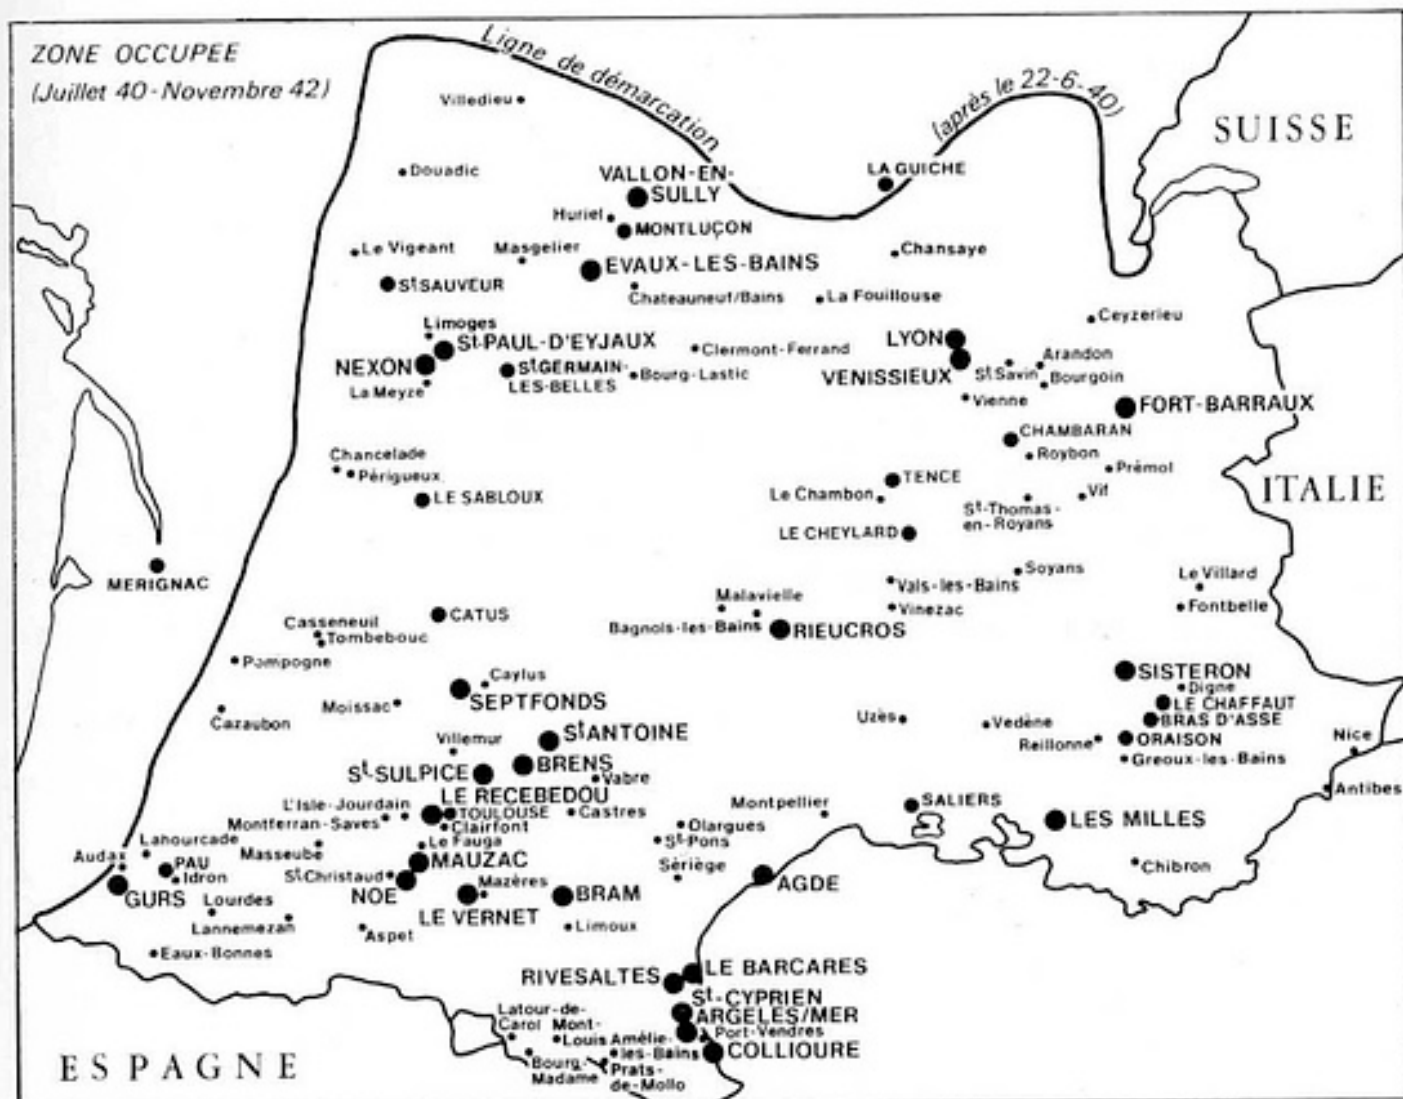 ZONE OCCUPEE
(Juillet 40-Novembre 42)
Ligne de démarcation
(après le 22-6-40)
SUISSE
Villedieu
Douadic
VALLON-EN-
SULLY
LA GUICHE
Huriel
MONTLUÇON
Le Vigeant
Masgelier
Chansaye
EVAUX-LES-BAINS
St SAUVEUR
Chateauneuf/Bains
La Fouillouse
Ceyzerieu
Limoges
St-PAUL-D'EYJAUX
LYON
Clermont-Ferrand
Arandon
NEXON
St GERMAIN-
LES-BELLES
Bourg-Lastic
VENISSIEUX
St Savin
Bourgoin
La Meyze
Vienne
FORT-BARRAUX
CHAMBARAN
Chancelade
Roybon
Périgueux
Prémol
TENCE
ITALIE
LE SABLOUX
Le Chambon
Vif
St-Thomas-
en-Royans
LE CHEYLARD
MERIGNAC
Soyans
Le Villard
Vals-les-Bains
Malavielle
Fontbelle
Vinezac
CATUS
Casseneuil
Bagnols-les-Bains
RIEUCROS
Tombebouc
Pompogne
SISTERON
Caylus
Digne
SEPTFONDS
LE CHAFFAUT
Moissac
Uzès
BRAS D'ASSE
Cazaubon
Vedène
St ANTOINE
Reillonne
ORAISON
Nice
Villemur
Greoux-les-Bains
BRENS
St-SULPICE
Vabre
Antibes
LE RECEBEDOU
L'Isle-Jourdain
Montpellier
SALIERS
TOULOUSE
Castres
Montferran-Saves
Clairfont
Olargues
LES MILLES
Lahourcade
Le Fauga
St-Pons
Masseube
Audax
MAUZAC
PAU
Sériège
Chibron
Idron
St-Christaud
AGDE
GURS
NOE
Mazères
BRAM
Lourdes
LE VERNET
Lannemezan
Aspet
Limoux
Eaux-Bonnes
LE BARCARES
RIVESALTES
St-CYPRIEN
Latour-de-
Carol
ARGELES/MER
Mont-
Louis
Port-Vendres
Amélie-
les-Bains
COLLIOURE
Bourg-
Madame
Prats-
de-Mollo
ESPAGNE